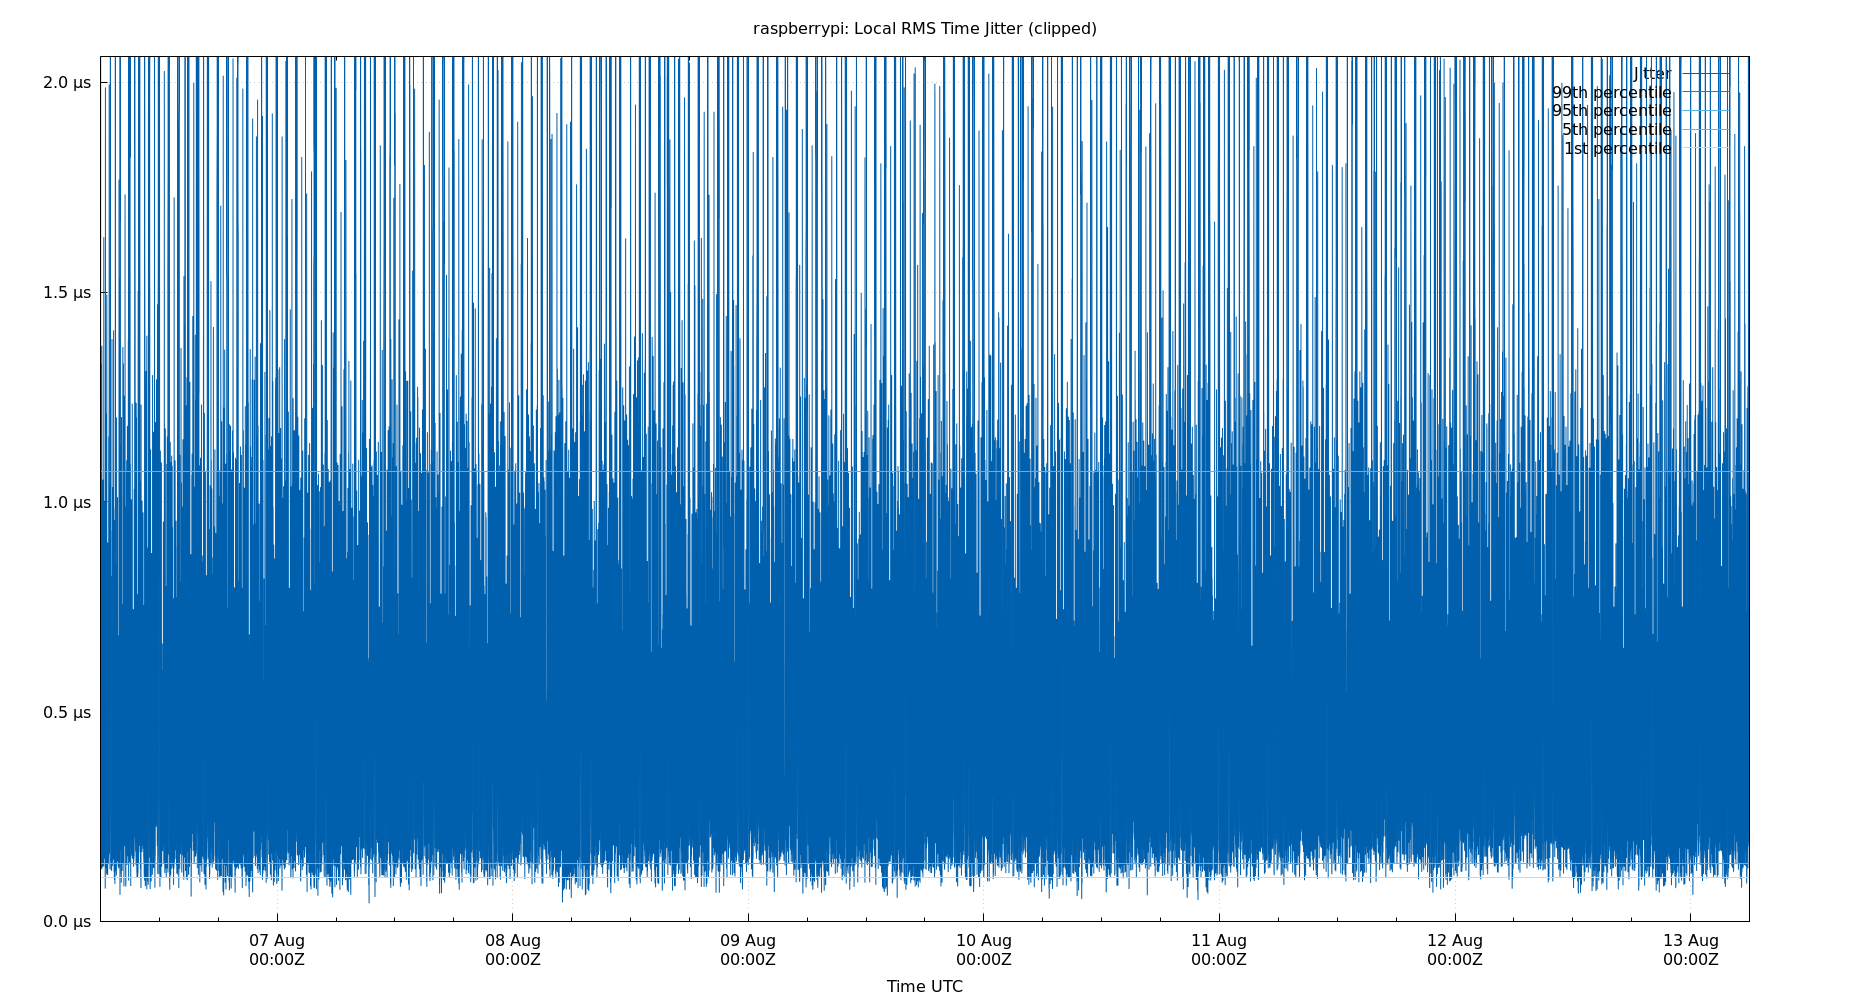 raspberrypi: Local RMS Time Jitter (clipped)
2.0 µs
Jitter
99th percentile
95th percentile
5th percentile
1st percentile
1.5 µs
1.0 µs
0.5 µs
0.0 µs
07 Aug 08 Aug 09 Aug 10 Aug 11 Aug 12 Aug 13 Aug
00:00Z 00:00Z 00:00Z 00:00Z 00:00Z 00:00Z 00:00Z
Time UTC